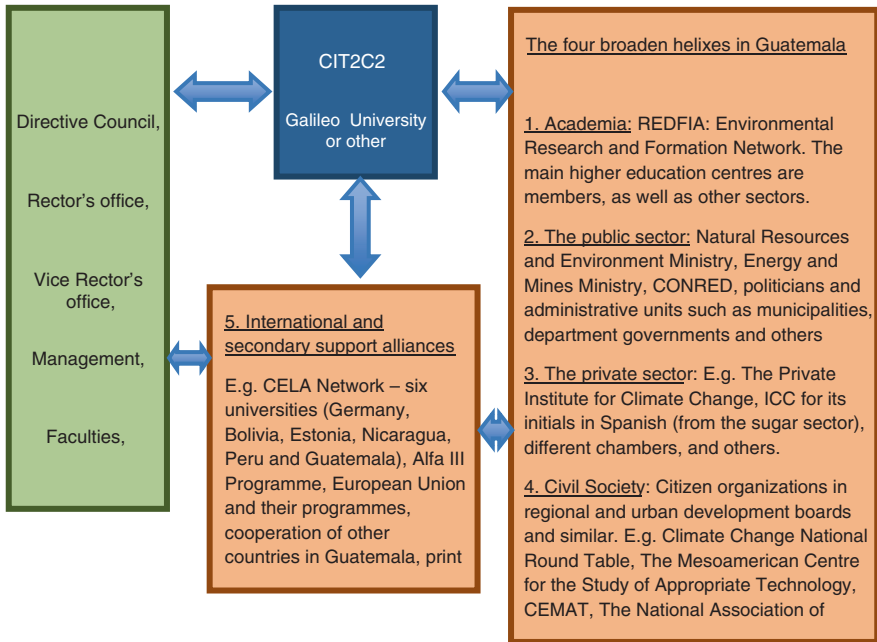 Directive Council,
Rector's office,
Vice Rector's
office,
Management,
Faculties,
CIT2C2
Galileo University
or other
5. International and
secondary support alliances
E.g. CELA Network – six
universities (Germany,
Bolivia, Estonia, Nicaragua,
Peru and Guatemala), Alfa III
Programme, European Union
and their programmes,
cooperation of other
countries in Guatemala, print
The four broaden helixes in Guatemala
1. Academia: REDFIA: Environmental
Research and Formation Network. The
main higher education centres are
members, as well as other sectors.
2. The public sector: Natural Resources
and Environment Ministry, Energy and
Mines Ministry, CONRED, politicians and
administrative units such as municipalities,
department governments and others
3. The private sector: E.g. The Private
Institute for Climate Change, ICC for its
initials in Spanish (from the sugar sector),
different chambers, and others.
4. Civil Society: Citizen organizations in
regional and urban development boards
and similar. E.g. Climate Change National
Round Table, The Mesoamerican Centre
for the Study of Appropriate Technology,
CEMAT, The National Association of